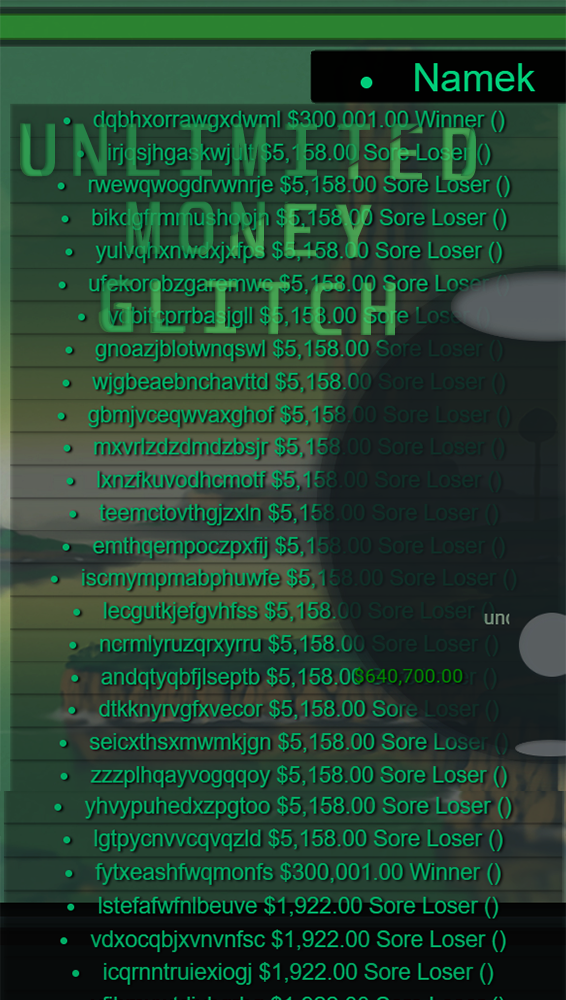 Namek
dqbhxorrawgxdwml $300,001.00 Winner ()
$5,158.00 Sore Loser ()
rwewqwogdrvwnrje $5,158.00 Sore Loser ()
$5,158.00 Sore Loser ()
$5,158.00 Sore Loser ()
$5,158.00 Sore Loser ()
$5,158.00 Sore Loser
gnoazjblotwnqswl $5,158.00 Sore Loser ()
wjgbeaebnchavttd $5,158.00 Sore Loser ()
gbmjvceqwvaxghof $5,158.00 Sore Loser ()
mxvrlzdzdmdzbsjr $5,158.00 Sore Loser ()
lxnzfkuvodhcmotf $5,158.00 Sore Loser ()
teemctovthgjzxln $5,158.00 Sore Loser ()
emthqempoczpxfij $5,158.00 Sore Loser ()
iscmympmabphuwfe $5,158.00 Sore Loser ()
lecgutkjefgvhfss $5,158.00 Sore Loser ()
ncrmlyruzqrxyrru $5,158.00 Sore Loser ()
andqtyqbfjlseptb $5,158.00
$640,700.00
dtkknyrvgfxvecor $5,158.00 Sore Loser ()
seicxthsxmwmkjgn $5,158.00 Sore Loser ()
zzzplhqayvogqqoy $5,158.00 Sore Loser ()
yhvypuhedxzpgtoo $5,158.00 Sore Loser ()
lgtpycnvvcqvqzld $5,158.00 Sore Loser ()
fytxeashfwqmonfs $300,001.00 Winner ()
lstefafwfnlbeuve $1,922.00 Sore Loser ()
vdxocqbjxvnvnfsc $1,922.00 Sore Loser ()
icqrnntruiexiogj $1,922.00 Sore Loser ()
UNLIMITED
MONEY
GLITCH